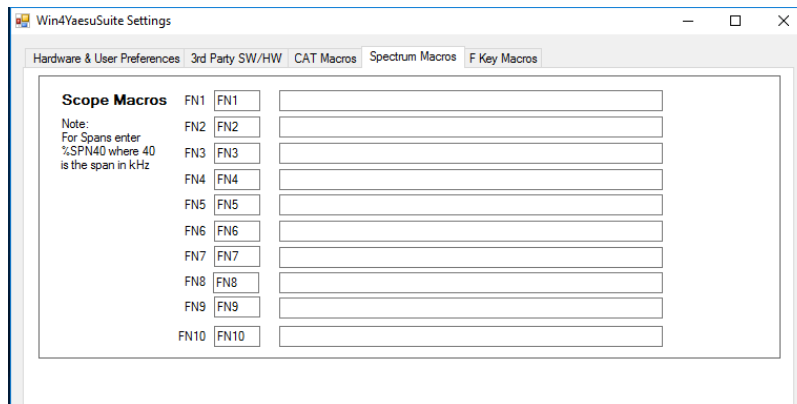 Win4YaesuSuite Settings
Hardware & User Preferences 3rd Party SW/HW CAT Macros Spectrum Macros F Key Macros
Scope Macros
Note:
For Spans enter
%SPN40 where 40
is the span in kHz
FN1 FN1
FN2 FN2
FN3 FN3
FN4 FN4
FN5 FN5
FN6 FN6
FN7 FN7
FN8 FN8
FN9 FN9
FN10 FN10